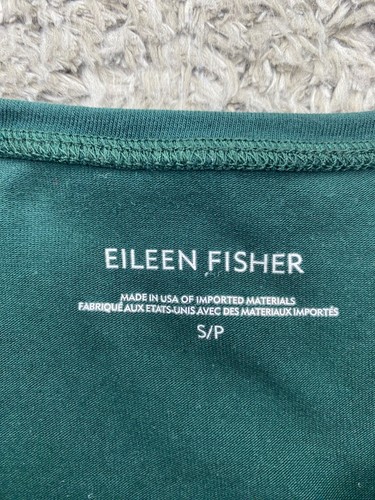 EILEEN FISHER
MADE IN USA OF IMPORTED MATERIALS
FABRIQUÉ AUX ETATS-UNIS AVEC DES MATERIAUX IMPORTÉS
S/P